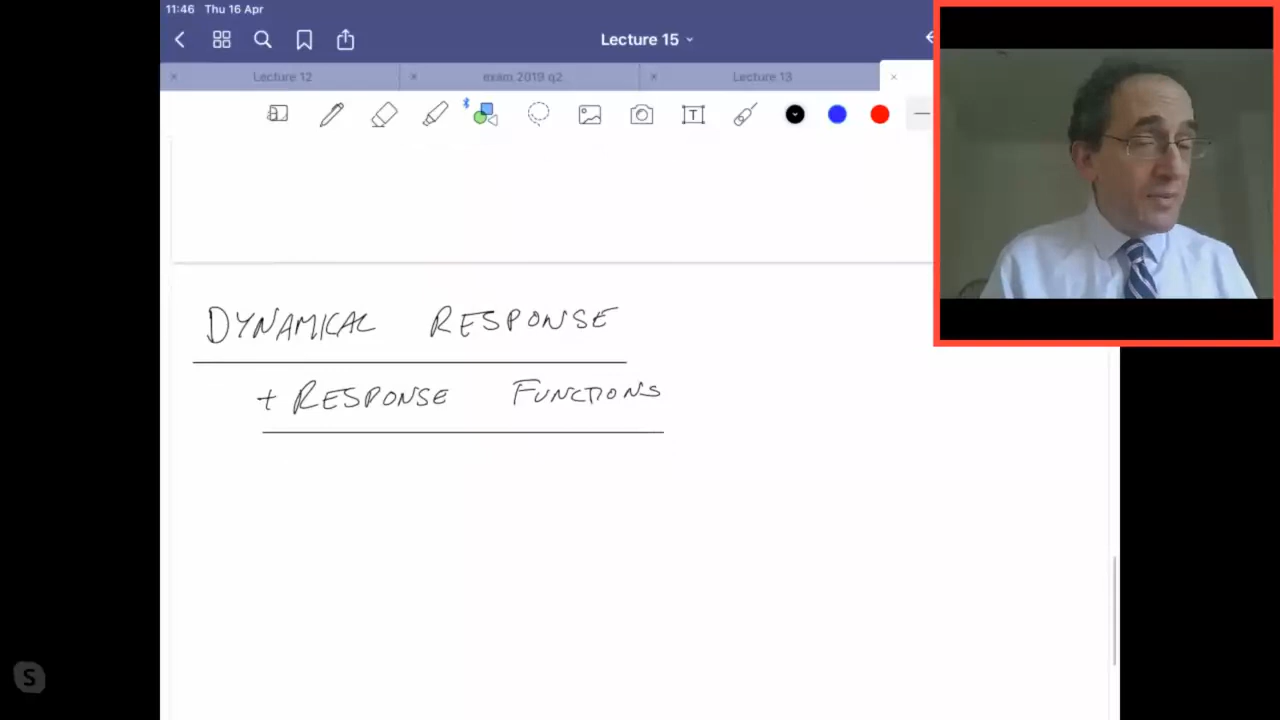 11:46 Thu 16 Apr
Lecture 15
Lecture 12 exam 2019 q2 Lecture 13
T
DYNAMICAL RESPONSE
+ RESPONSE FUNCTIONS
S